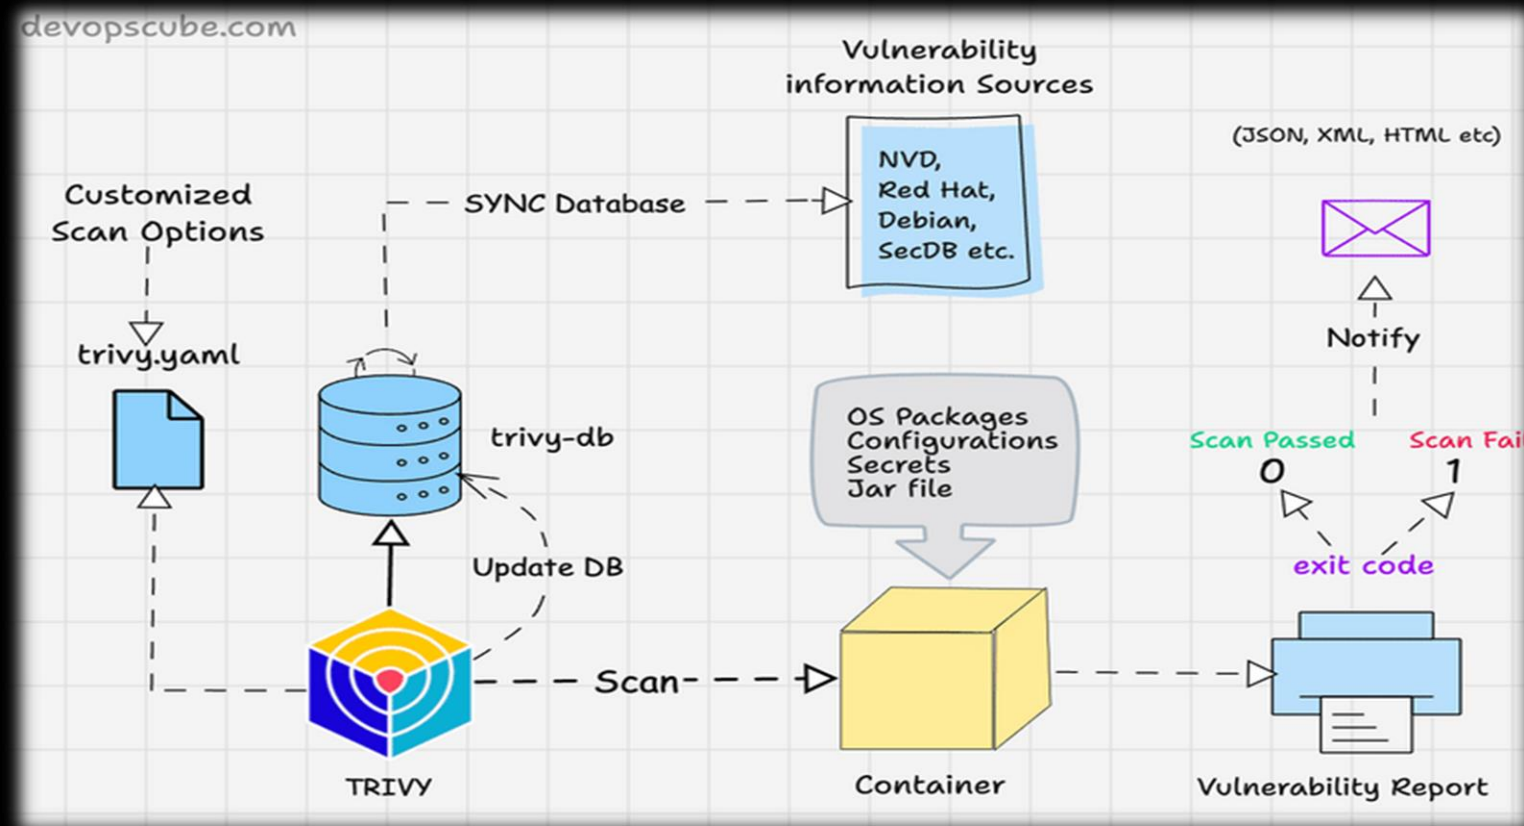 devopscube.com
Vulnerability
information Sources
NVD,
Red Hat,
Debian,
SecDB etc.
(JSON, XML, HTML etc)
Customized
Scan Options
SYNC Database
trivy.yaml
Notify
trivy-db
OS Packages
Configurations
Secrets
Jar file
Scan Passed
0
Scan Fai
1
Update DB
exit code
Scan
TRIVY
Container
Vulnerability Report